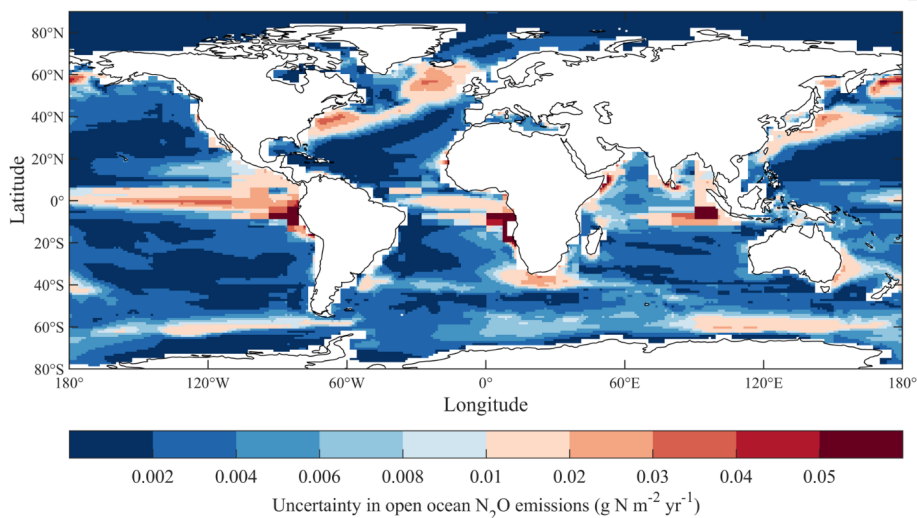 80°N
60°N
40°N
20°N
0°
20°S
40°S
60°S
80°S
Latitude
180° 120°W 60°W 0° 60°E 120°E 180°
Longitude
0.002 0.004 0.006 0.008 0.01 0.02 0.03 0.04 0.05
Uncertainty in open ocean N₂O emissions (g N m⁻² yr⁻¹)